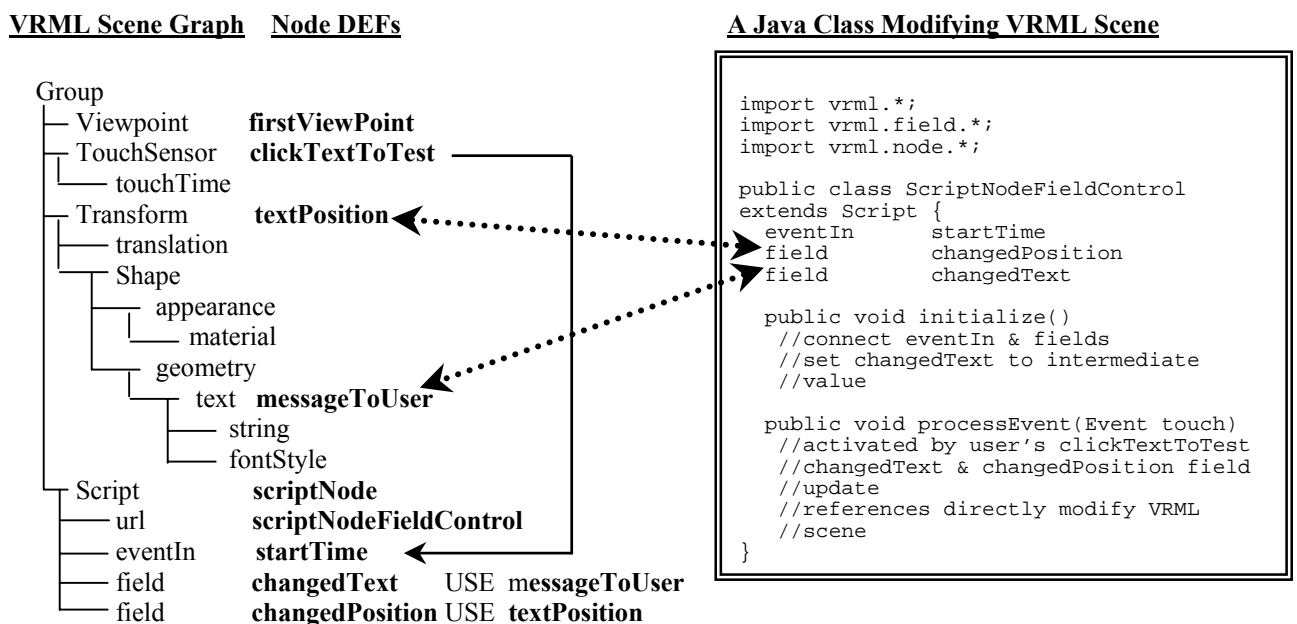 VRML Scene Graph Node DEFs
Group
Viewpoint firstViewPoint
TouchSensor clickTextToTest
touchTime
Transform textPosition
translation
Shape
appearance
material
geometry
text messageToUser
string
fontStyle
Script scriptNode
url scriptNodeFieldControl
eventIn startTime
field changedText USE messageToUser
field changedPosition USE textPosition
A Java Class Modifying VRML Scene
import vrml.*;
import vrml.field.*;
import vrml.node.*;
public class ScriptNodeFieldControl
extends Script {
eventIn startTime
field changedPosition
field changedText
public void initialize()
//connect eventIn & fields
//set changedText to intermediate
//value
public void processEvent(Event touch)
//activated by user's clickTextToTest
//changedText & changedPosition field
//update
//references directly modify VRML
//scene
}